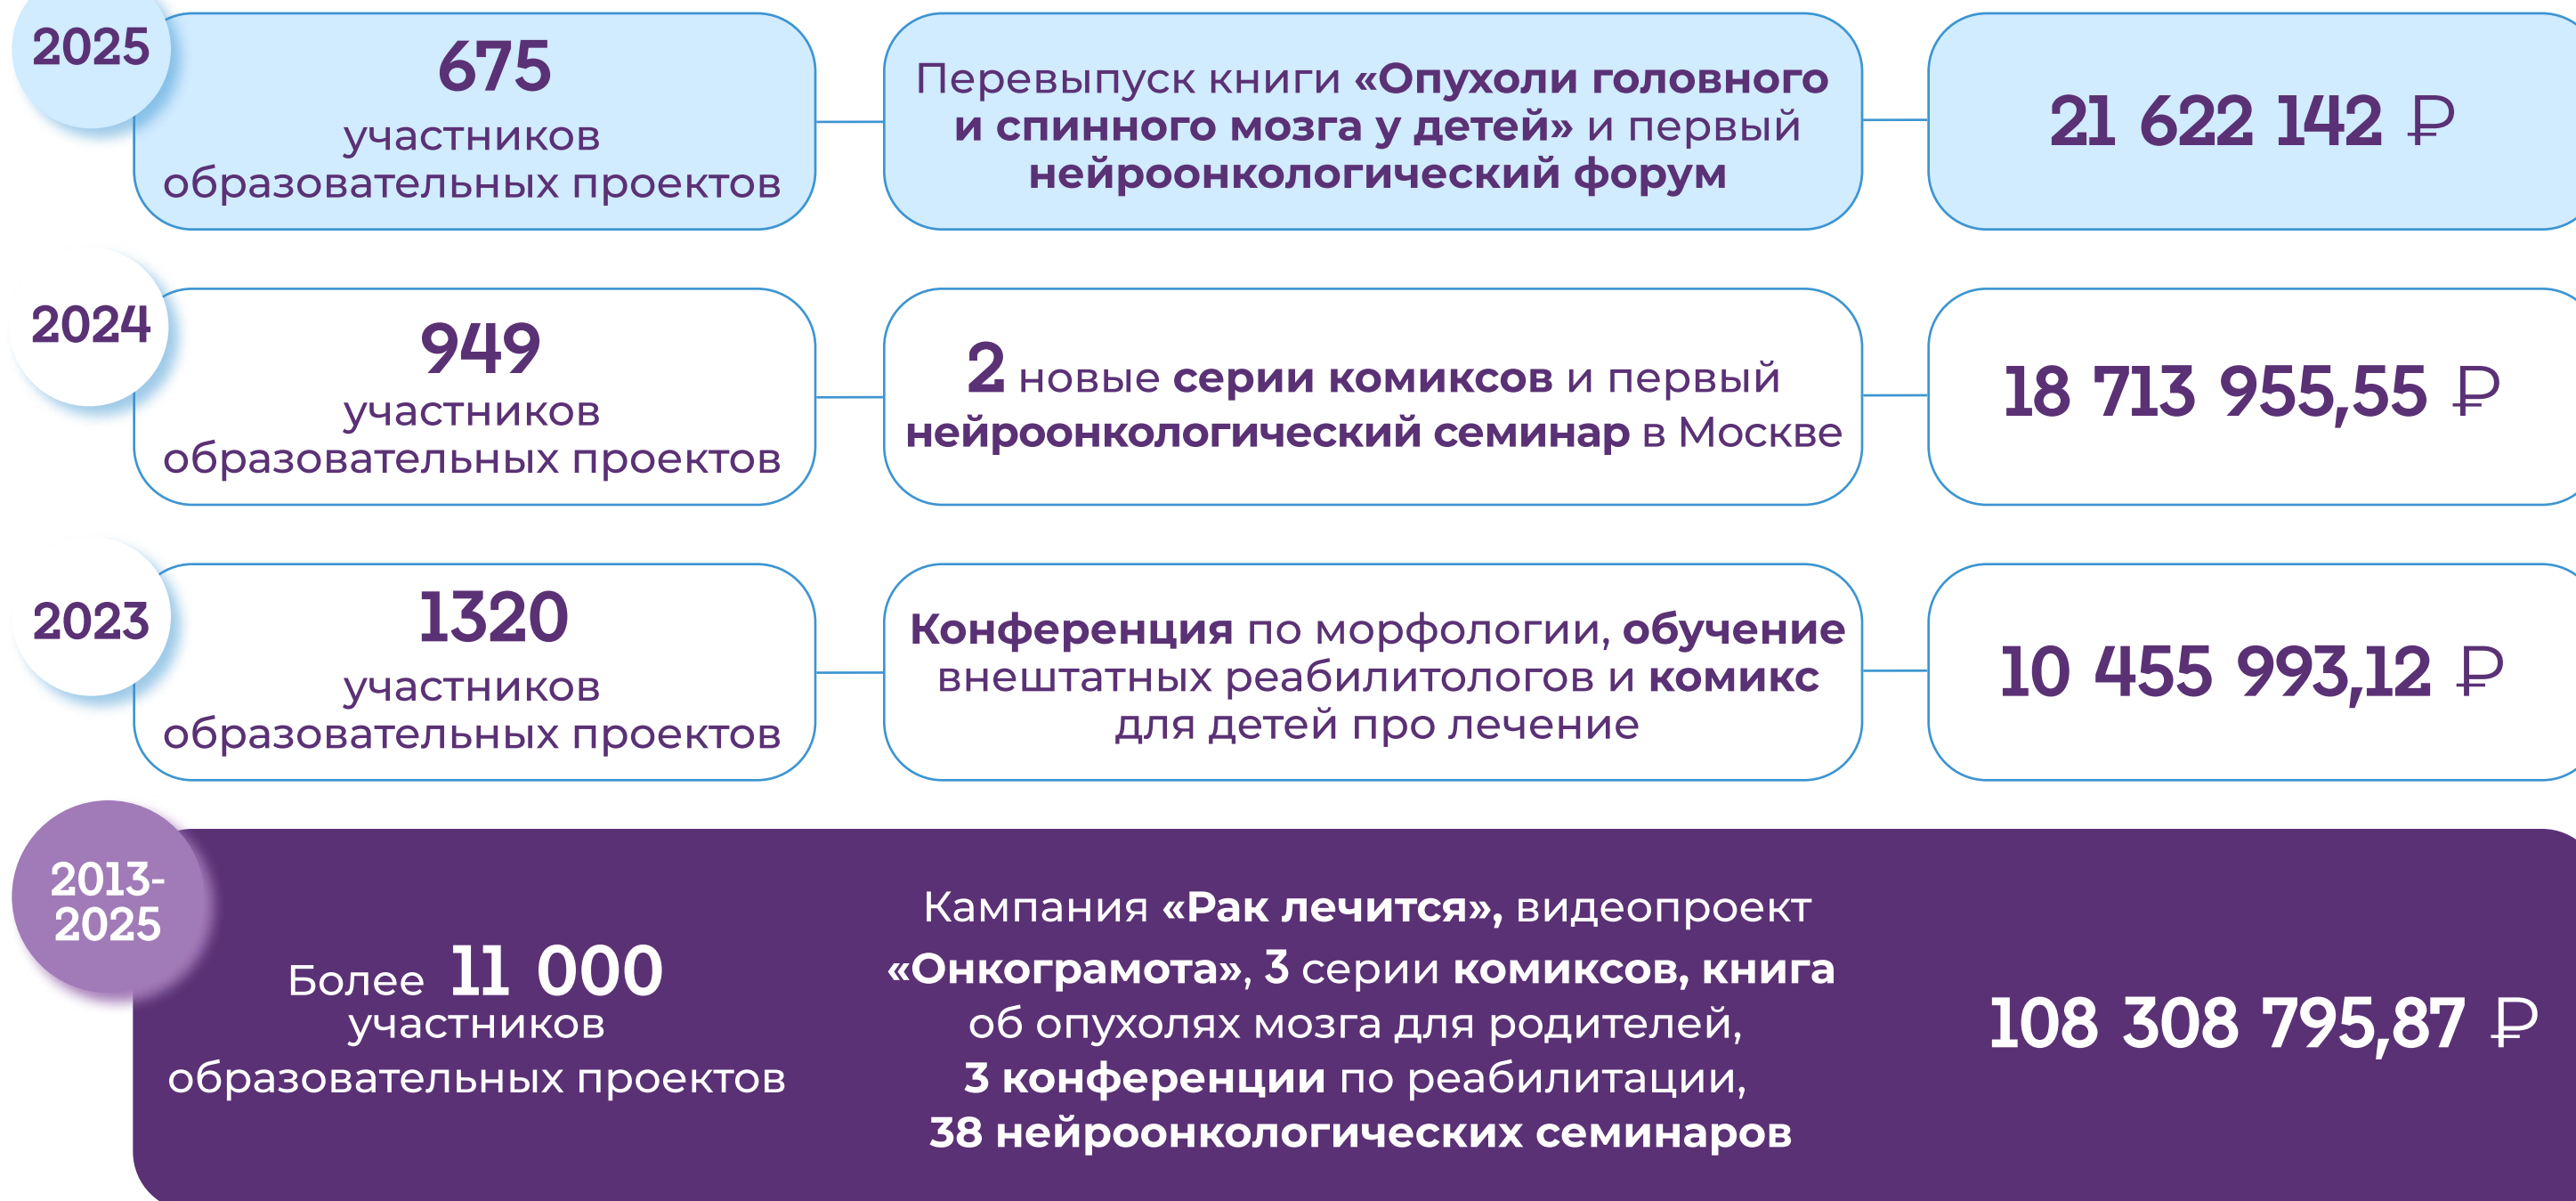 2025
675
участников
образовательных проектов
Перевыпуск книги «Опухоли головного
и спинного мозга у детей» и первый
нейроонкологический форум
21 622 142 ₽
2024
949
участников
образовательных проектов
2 новые серии комиксов и первый
нейроонкологический семинар в Москве
18 713 955,55 ₽
2023
1320
участников
образовательных проектов
Конференция по морфологии, обучение
внештатных реабилитологов и комикс
для детей про лечение
10 455 993,12 ₽
2013-
2025
Более 11 000
участников
образовательных проектов
Кампания «Рак лечится», видеопроект
«Онкограмота», 3 серии комиксов, книга
об опухолях мозга для родителей,
3 конференции по реабилитации,
38 нейроонкологических семинаров
108 308 795,87 ₽